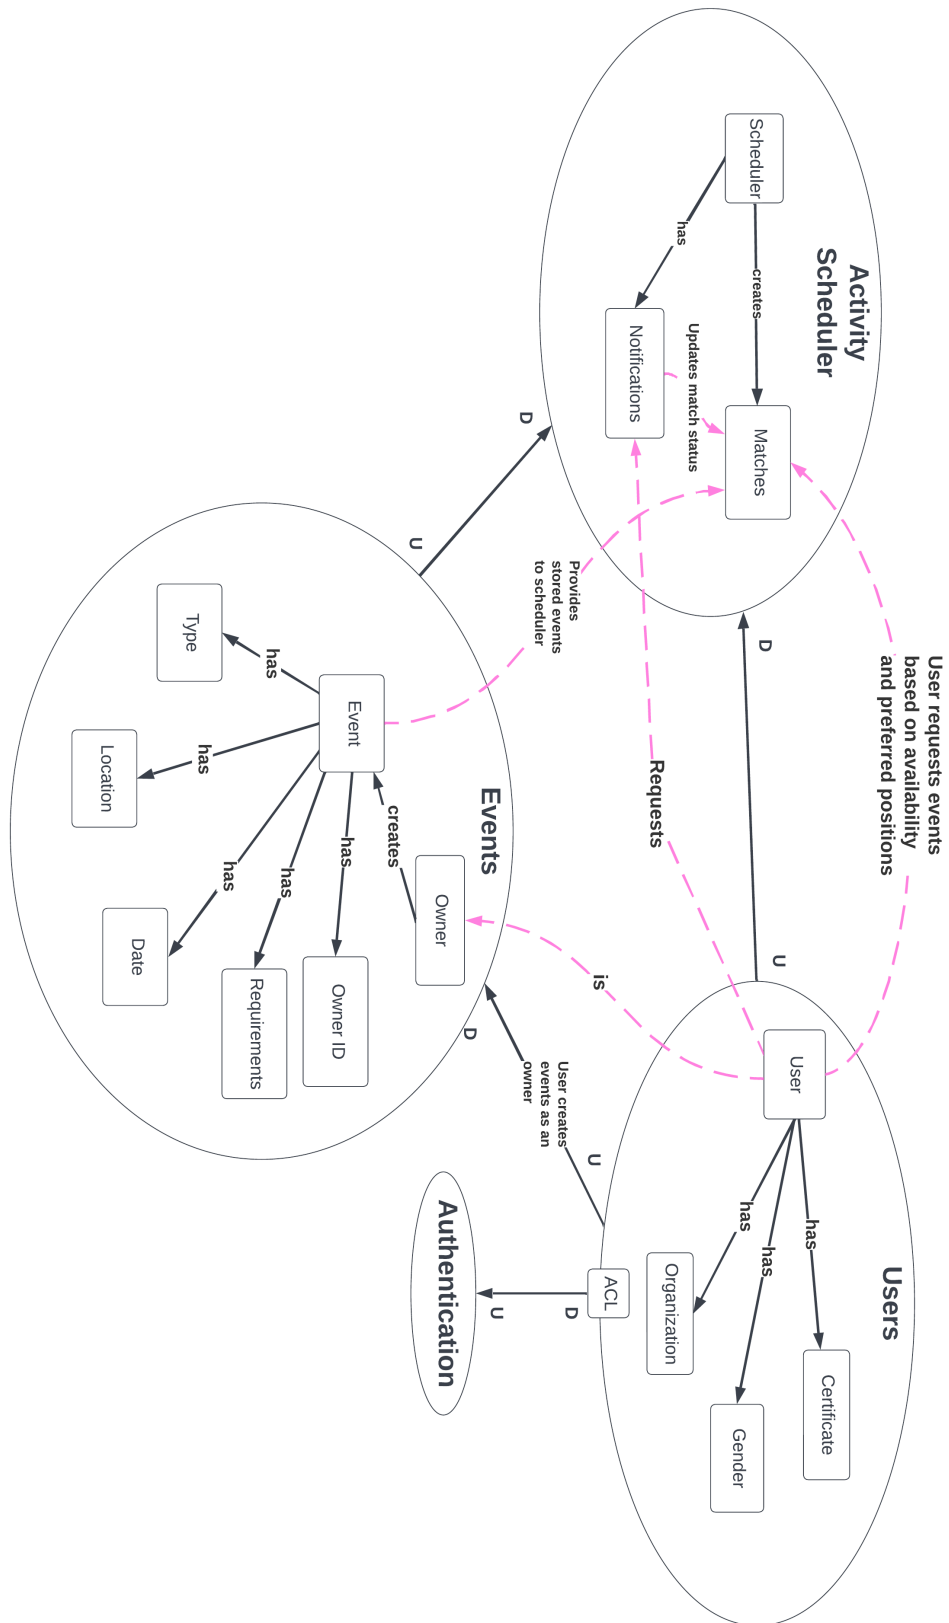 Activity
Scheduler
Scheduler
creates
Matches
has
Notifications
Updates match status
User requests events
based on availability
and preferred positions
D
U
Requests
D
U
Provides
stored events
to scheduler
Users
User
has
Certificate
has
Gender
has
Organization
ACL
is
Events
Owner
creates
Event
has
Type
has
Location
has
Date
has
Requirements
has
Owner ID
D
User creates
events as an
owner
U
D
U
Authentication